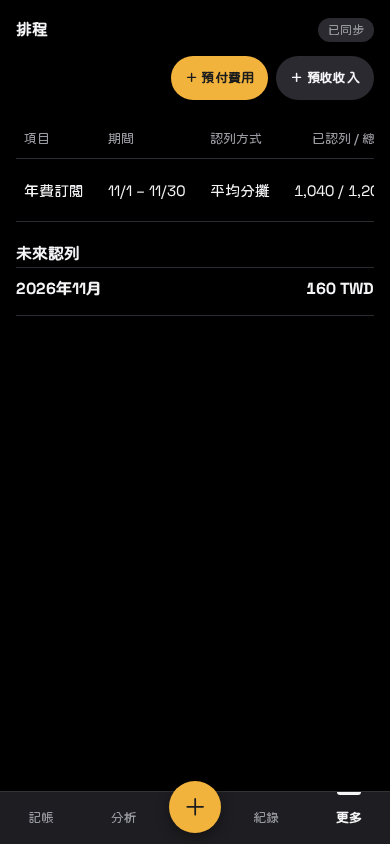 排程
已同步
＋ 預付費用
＋ 預收收入
項目 期間 認列方式 已認列 / 總
年費訂閱 11/1 – 11/30 平均分攤 1,040 / 1,20
未來認列
2026年11月 160 TWD
記帳 分析 紀錄 更多